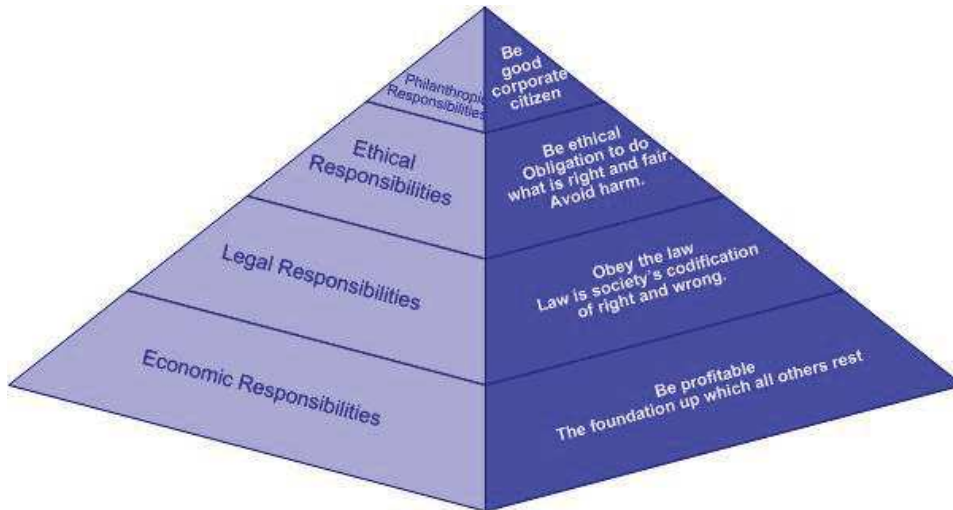 Philanthropic
Responsibilities
Be
good
corporate
citizen
Ethical
Responsibilities
Be ethical
Obligation to do
what is right and fair.
Avoid harm.
Legal Responsibilities
Obey the law
Law is society's codification
of right and wrong.
Economic Responsibilities
Be profitable
The foundation up which all others rest